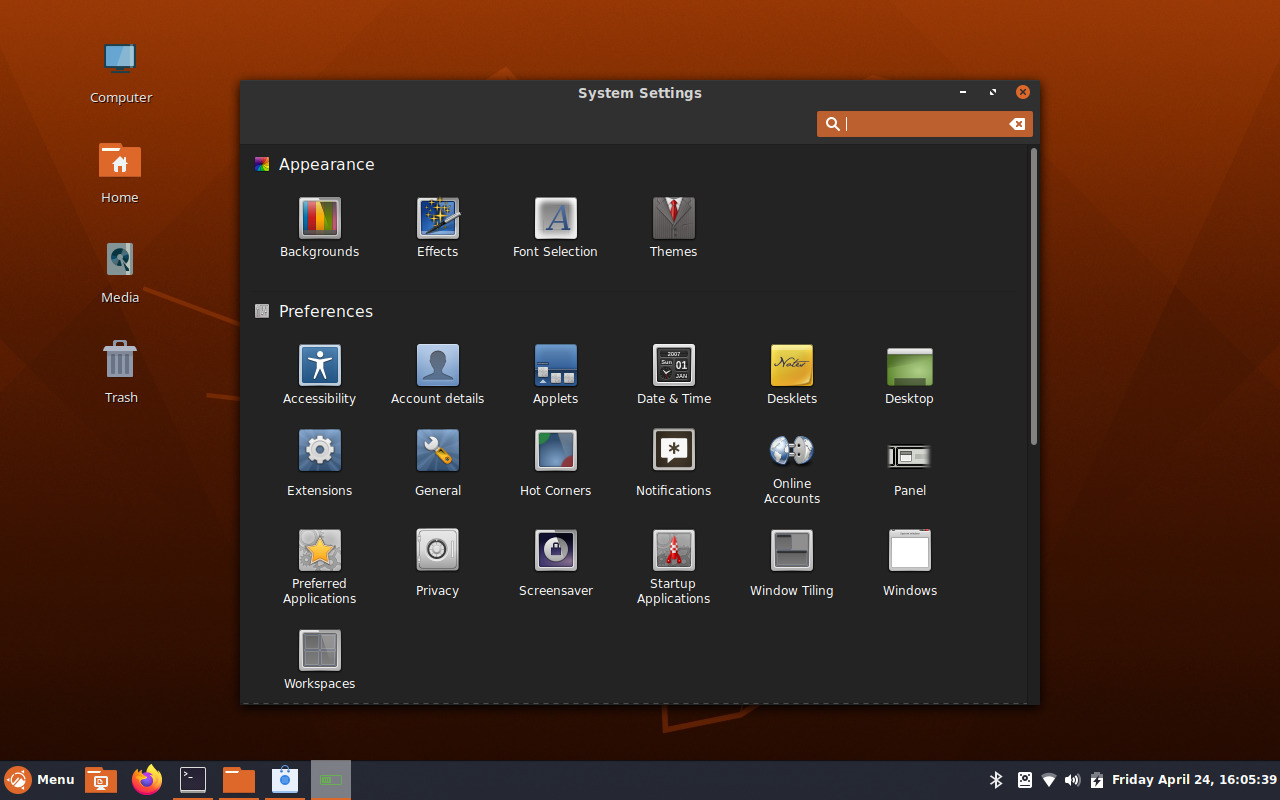 System Settings
Computer
Home
Media
Trash
Appearance
Backgrounds
Effects
Font Selection
Themes
Preferences
Accessibility
Account details
Applets
Date & Time
Desklets
Desktop
Extensions
General
Hot Corners
Notifications
Online
Accounts
Panel
Preferred
Applications
Privacy
Screensaver
Startup
Applications
Window Tiling
Windows
Workspaces
2007
Sun
01
JAN
Notes
A
Menu
Friday April 24, 16:05:39